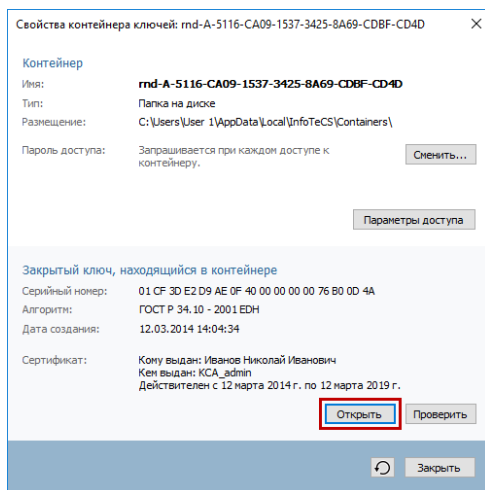 Свойства контейнера ключей: rnd-A-5116-CA09-1537-3425-8A69-CDBF-CD4D
Контейнер
Имя: rnd-A-5116-CA09-1537-3425-8A69-CDBF-CD4D
Тип: Папка на диске
Размещение: C:\Users\User 1\AppData\Local\InfoTeCS\Containers\
Пароль доступа: Запрашивается при каждом доступе к
контейнеру.
Сменить...
Параметры доступа
Закрытый ключ, находящийся в контейнере
Серийный номер: 01 CF 3D E2 D9 AE 0F 40 00 00 00 00 76 B0 0D 4A
Алгоритм: ГОСТ Р 34.10 - 2001 EDH
Дата создания: 12.03.2014 14:04:34
Сертификат: Кому выдан: Иванов Николай Иванович
Кем выдан: KCA_admin
Действителен с 12 марта 2014 г. по 12 марта 2019 г.
Открыть Проверить
Закрыть